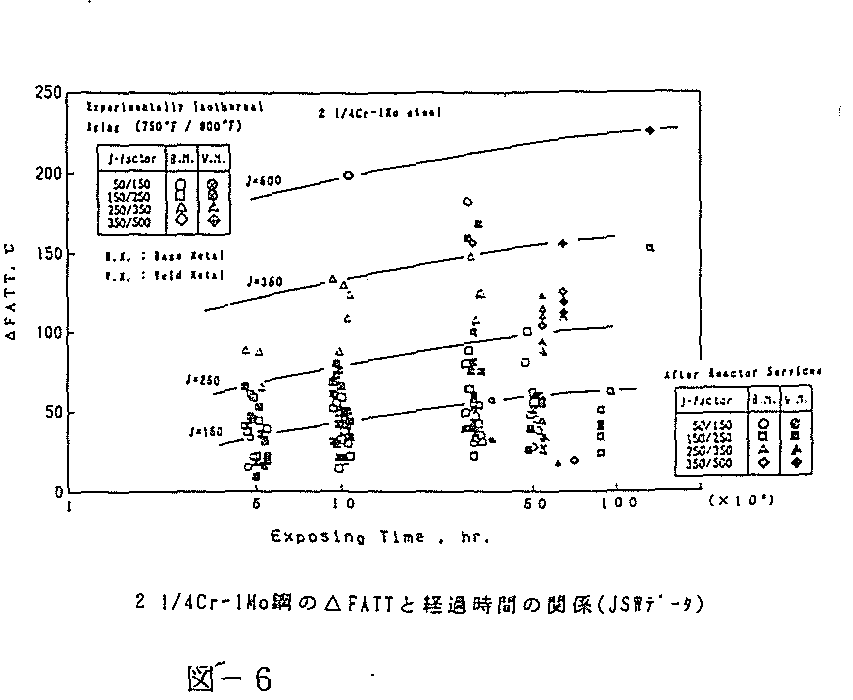 250
200
150
100
50
0
△FATT, ℃
Experimentally Isothermal
Aging (750°F / 800°F)
2 1/4Cr-1Mo steel
J-factor B.M. W.M.
50/150
150/250
250/350
350/500
B.M. : Base Metal
W.M. : Weld Metal
J=600
J=350
J=250
J=150
After Reactor Services
J-factor B.M. W.M.
50/150
150/250
250/350
350/500
1 5 10 50 100
Exposing Time , hr.
2 1/4Cr-1Mo鋼の△FATTと経過時間の関係(JSWデータ)
図-6